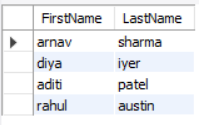 FirstName LastName
arnav sharma
diya iyer
aditi patel
rahul austin